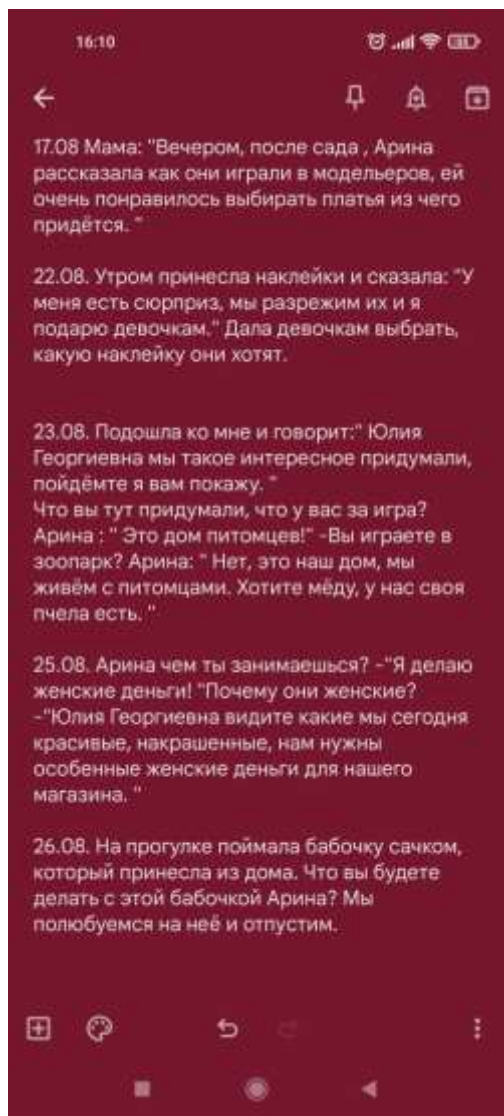 16:10
17.08 Мама: "Вечером, после сада , Арина
рассказала как они играли в модельеров, ей
очень понравилось выбирать платья из чего
придётся. "
22.08. Утром принесла наклейки и сказала: "У
меня есть сюрприз, мы разрежим их и я
подарю девочкам." Дала девочкам выбрать,
какую наклейку они хотят.
23.08. Подошла ко мне и говорит:" Юлия
Георгиевна мы такое интересное придумали,
пойдёмте я вам покажу. "
Что вы тут придумали, что у вас за игра?
Арина : " Это дом питомцев!" -Вы играете в
зоопарк? Арина: " Нет, это наш дом, мы
живём с питомцами. Хотите мёду, у нас своя
пчела есть. "
25.08. Арина чем ты занимаешься? -"Я делаю
женские деньги! "Почему они женские?
-"Юлия Георгиевна видите какие мы сегодня
красивые, накрашенные, нам нужны
особенные женские деньги для нашего
магазина. "
26.08. На прогулке поймала бабочку сачком,
который принесла из дома. Что вы будете
делать с этой бабочкой Арина? Мы
полюбуемся на неё и отпустим.